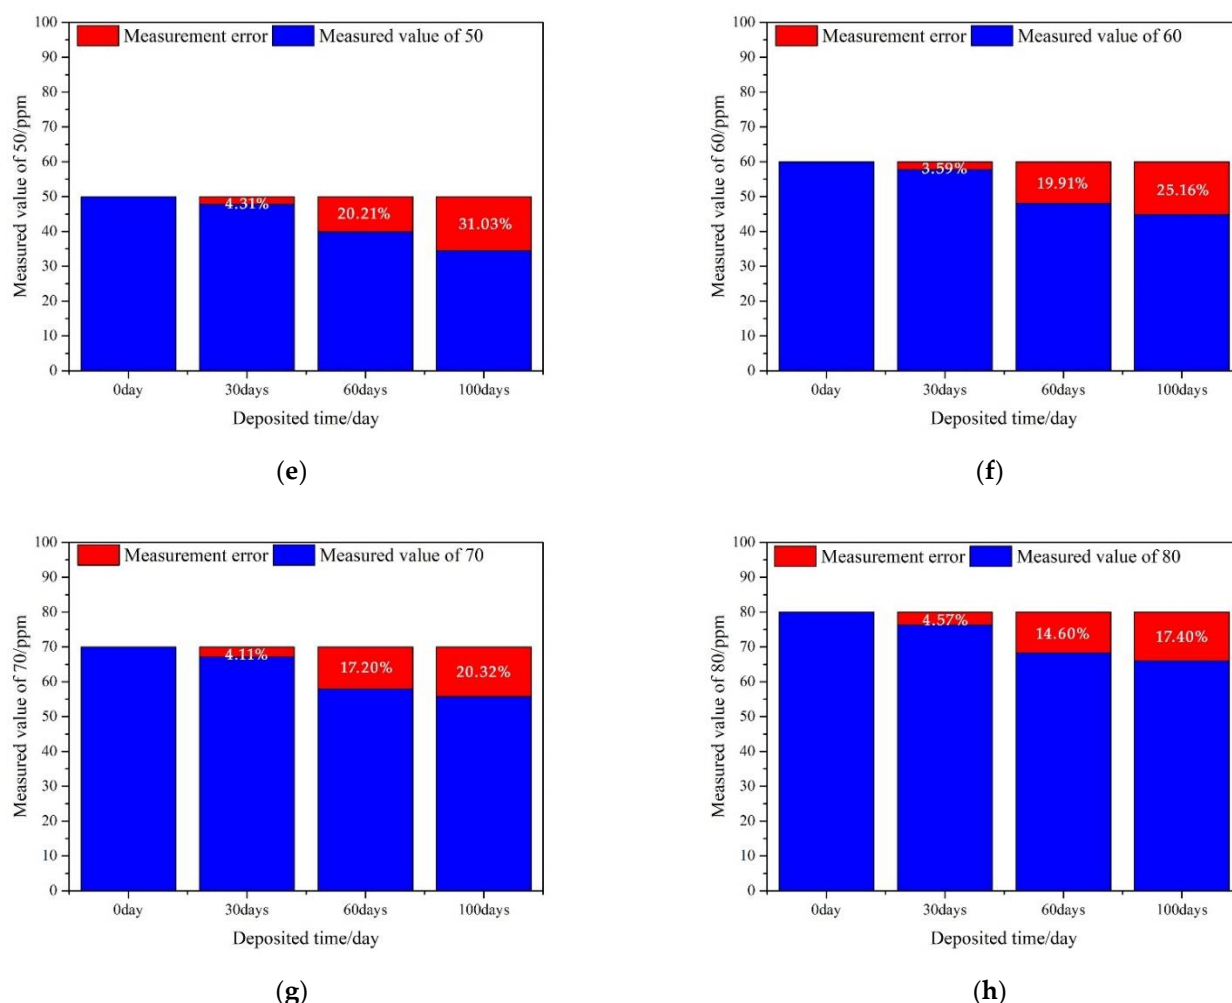 Measurement error Measured value of 50
Measured value of 50/ppm
100
90
80
70
60
50
40
30
20
10
0
4.31%
20.21%
31.03%
0day 30days 60days 100days
Deposited time/day
(e)
Measurement error Measured value of 60
Measured value of 60/ppm
100
90
80
70
60
50
40
30
20
10
0
3.59%
19.91%
25.16%
0day 30days 60days 100days
Deposited time/day
(f)
Measurement error Measured value of 70
Measured value of 70/ppm
100
90
80
70
60
50
40
30
20
10
0
4.11%
17.20%
20.32%
0day 30days 60days 100days
Deposited time/day
(g)
Measurement error Measured value of 80
Measured value of 80/ppm
100
90
80
70
60
50
40
30
20
10
0
4.57%
14.60%
17.40%
0day 30days 60days 100days
Deposited time/day
(h)